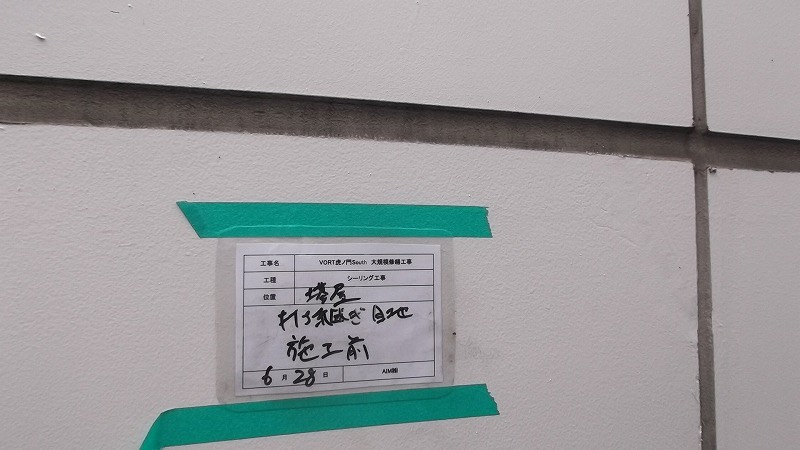 工事名 VORT虎ノ門South 大規模修繕工事
工種 シーリング工事
位置 塔屋
打ち継ぎ目地
施工前
6月28日 AIM㈱